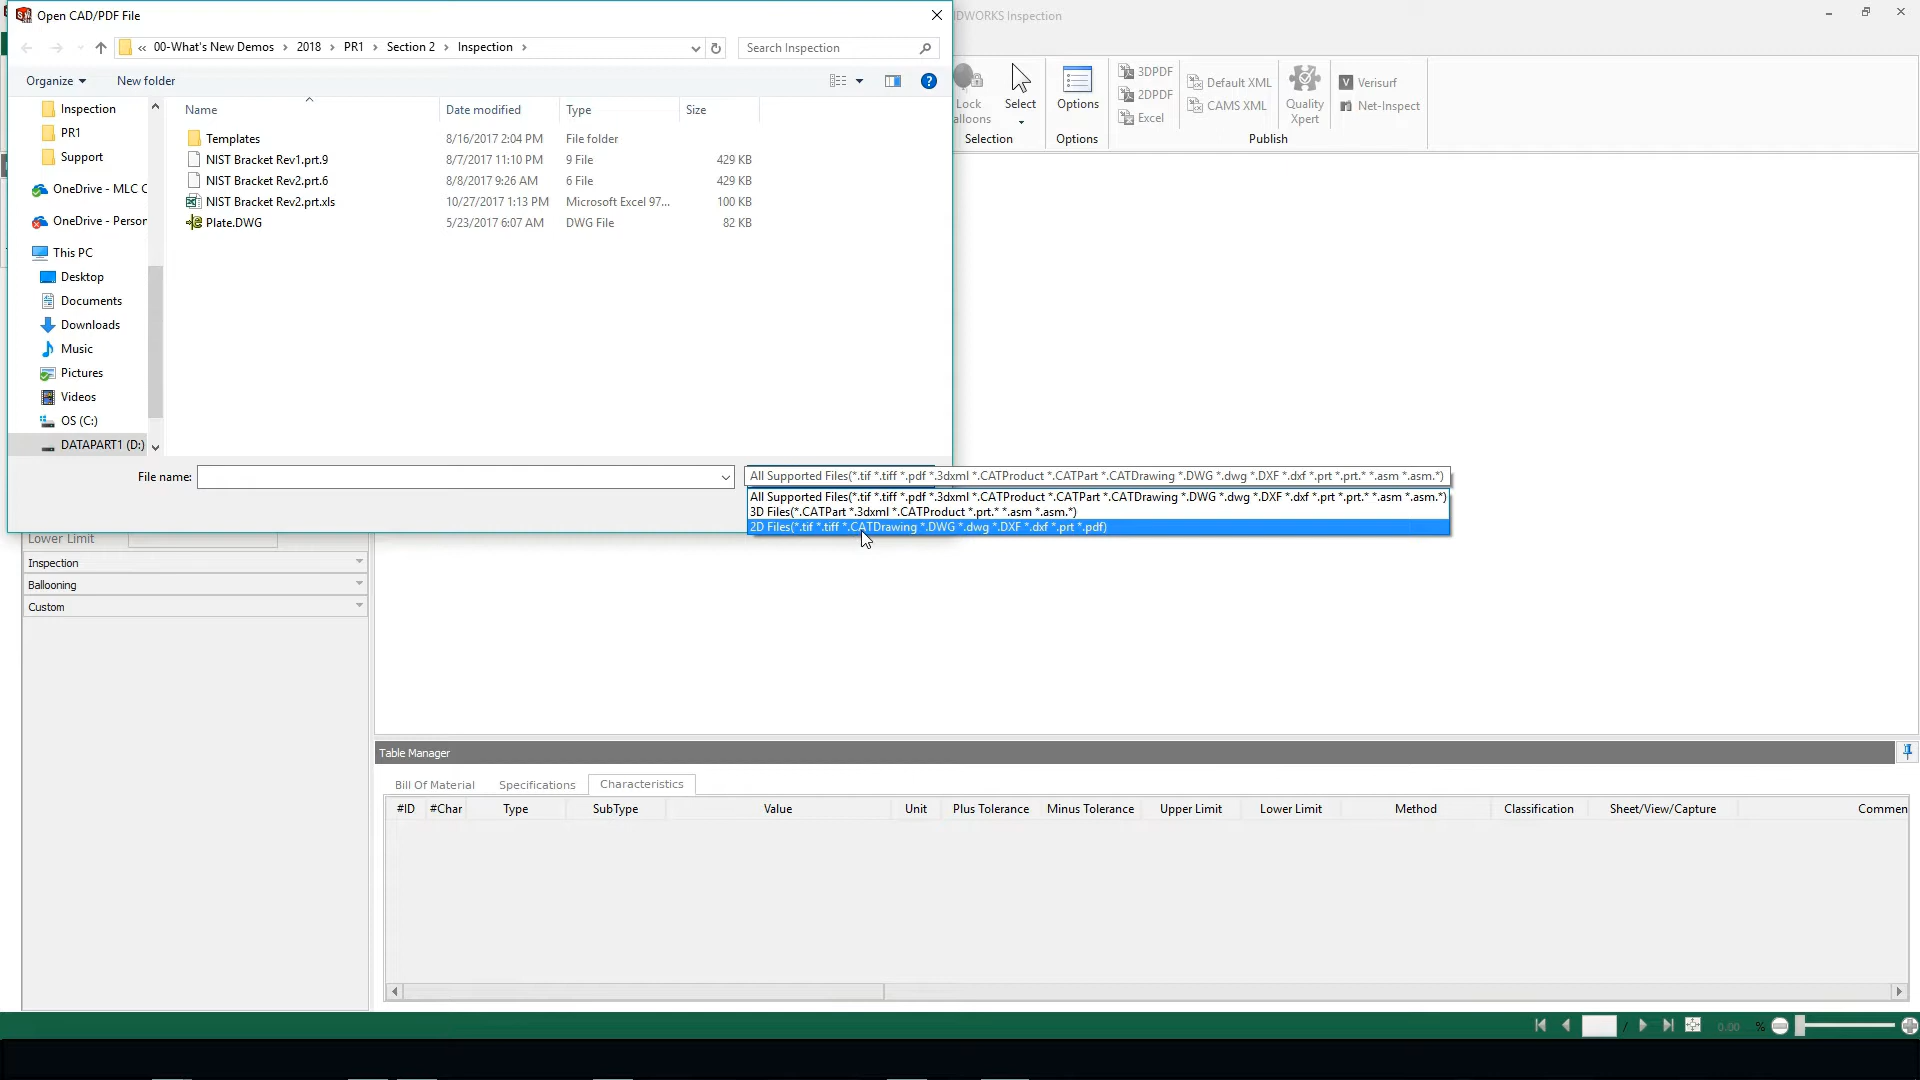 Open CAD/PDF File
IDWORKS Inspection
« 00-What's New Demos > 2018 > PR1 > Section 2 > Inspection >
Search Inspection
Organize
New folder
Lock
alloons
Select
Selection
Options
Options
3DPDF
2DPDF
Excel
Default XML
CAMS XML
Quality
Xpert
Verisurf
Net-Inspect
Publish
Inspection
PR1
Support
OneDrive - MLC C
OneDrive - Person
This PC
Desktop
Documents
Downloads
Music
Pictures
Videos
OS (C:)
DATAPART1 (D:)
Name Date modified Type Size
Templates 8/16/2017 2:04 PM File folder
NIST Bracket Rev1.prt.9 8/7/2017 11:10 PM 9 File 429 KB
NIST Bracket Rev2.prt.6 8/8/2017 9:26 AM 6 File 429 KB
NIST Bracket Rev2.prt.xls 10/27/2017 1:13 PM Microsoft Excel 97... 100 KB
Plate.DWG 5/23/2017 6:07 AM DWG File 82 KB
File name:
All Supported Files(*.tif *.tiff *.pdf *.3dxml *.CATProduct *.CATPart *.CATDrawing *.DWG *.dwg *.DXF *.dxf *.prt *.prt.* *.asm *.asm.*)
All Supported Files(*.tif *.tiff *.pdf *.3dxml *.CATProduct *.CATPart *.CATDrawing *.DWG *.dwg *.DXF *.dxf *.prt *.prt.* *.asm *.asm.*)
3D Files(*.CATPart *.3dxml *.CATProduct *.prt.* *.asm *.asm.*)
2D Files(*.tif *.tiff *.CATDrawing *.DWG *.dwg *.DXF *.dxf *.prt *.pdf)
Lower Limit
Inspection
Ballooning
Custom
Table Manager
Bill Of Material Specifications Characteristics
#ID #Char Type SubType Value Unit Plus Tolerance Minus Tolerance Upper Limit Lower Limit Method Classification Sheet/View/Capture Commen
/ 0.00 %